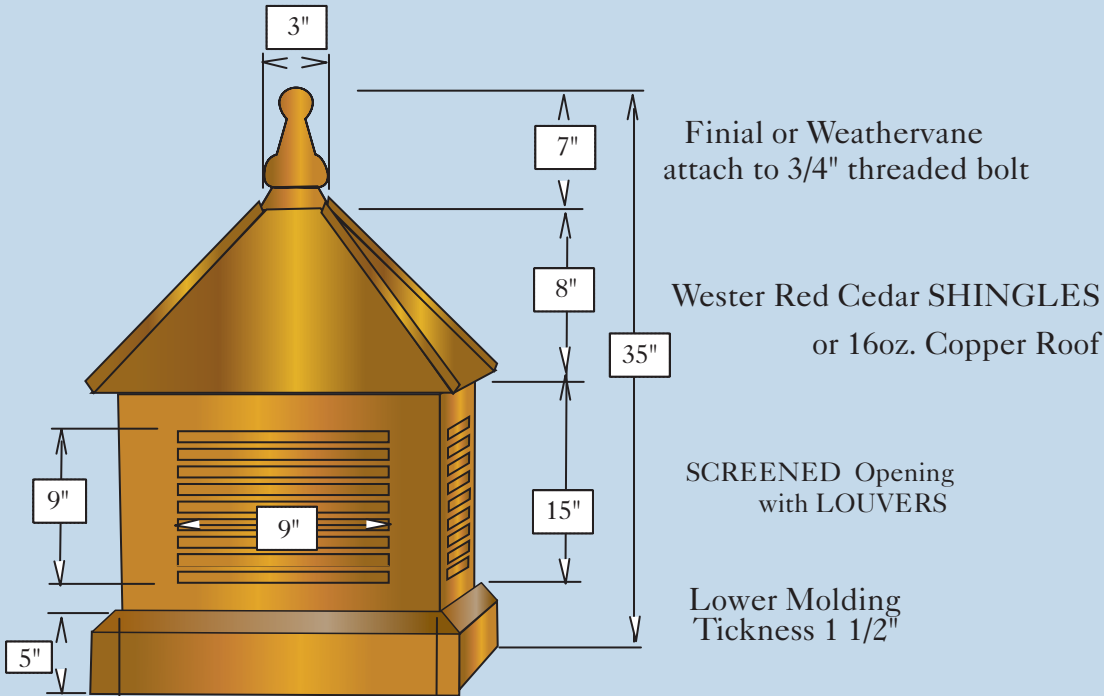 3"
7"
Finial or Weathervane
attach to 3/4" threaded bolt
8"
Wester Red Cedar SHINGLES
or 16oz. Copper Roof
35"
9"
9"
15"
SCREENED Opening
with LOUVERS
Lower Molding
Tickness 1 1/2"
5"